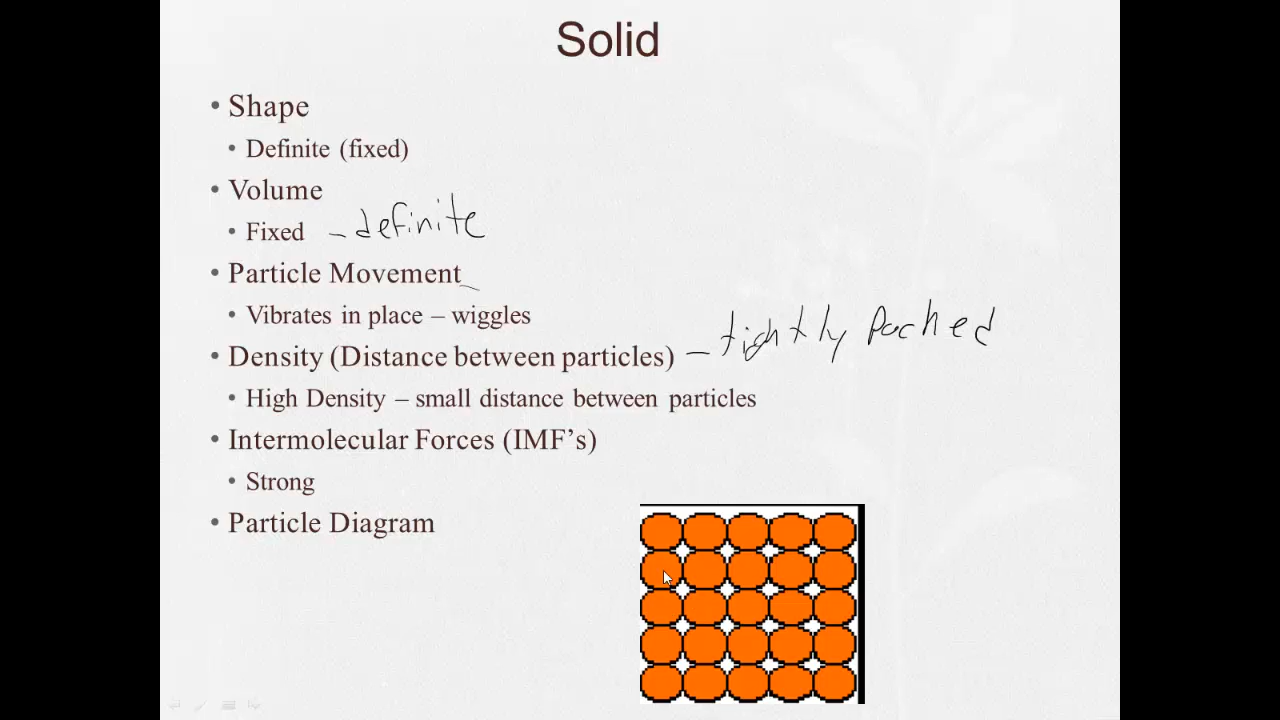 Solid
• Shape
• Definite (fixed)
• Volume
• Fixed – definite
• Particle Movement
• Vibrates in place – wiggles
• Density (Distance between particles) – tightly Packed
• High Density – small distance between particles
• Intermolecular Forces (IMF's)
• Strong
• Particle Diagram